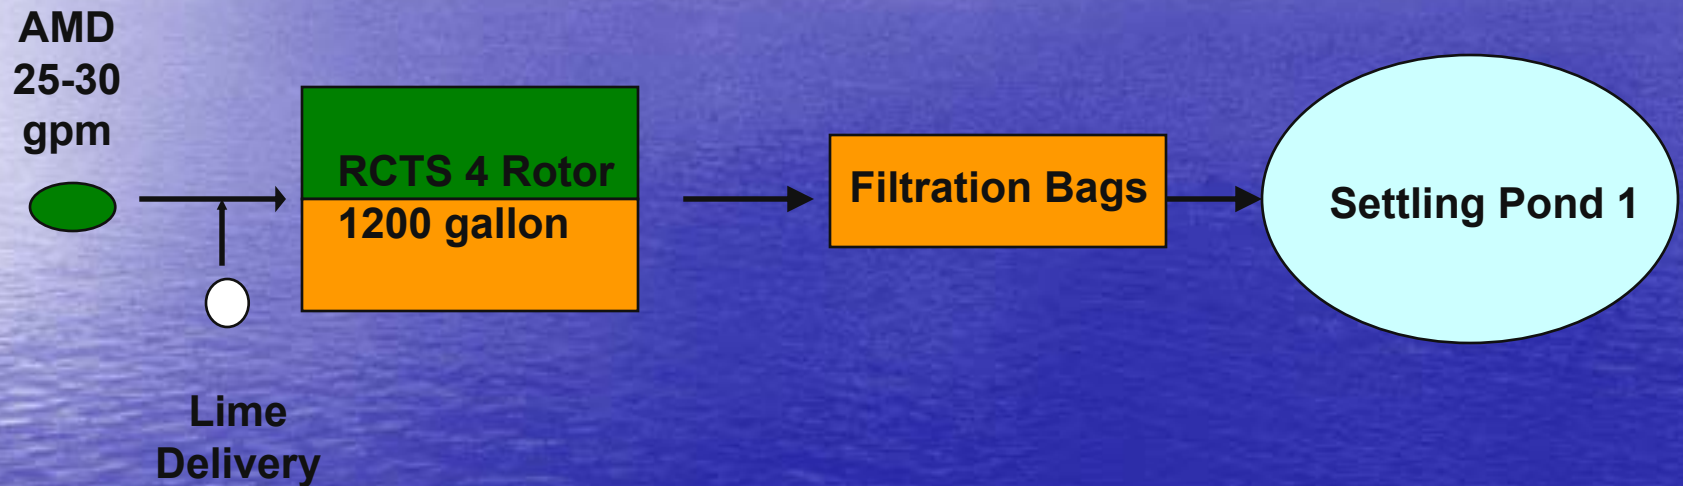 AMD
25-30
gpm
RCTS 4 Rotor
1200 gallon
Filtration Bags
Settling Pond 1
Lime
Delivery